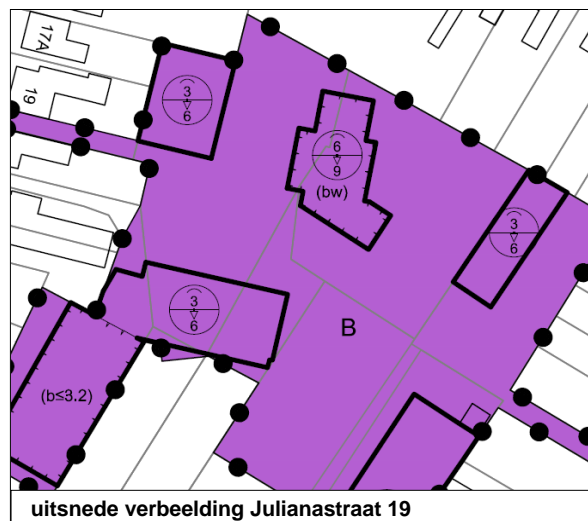 17A
19
3
6
6
9
(bw)
3
6
3
6
B
(b≤3.2)
uitsnede verbeelding Julianastraat 19